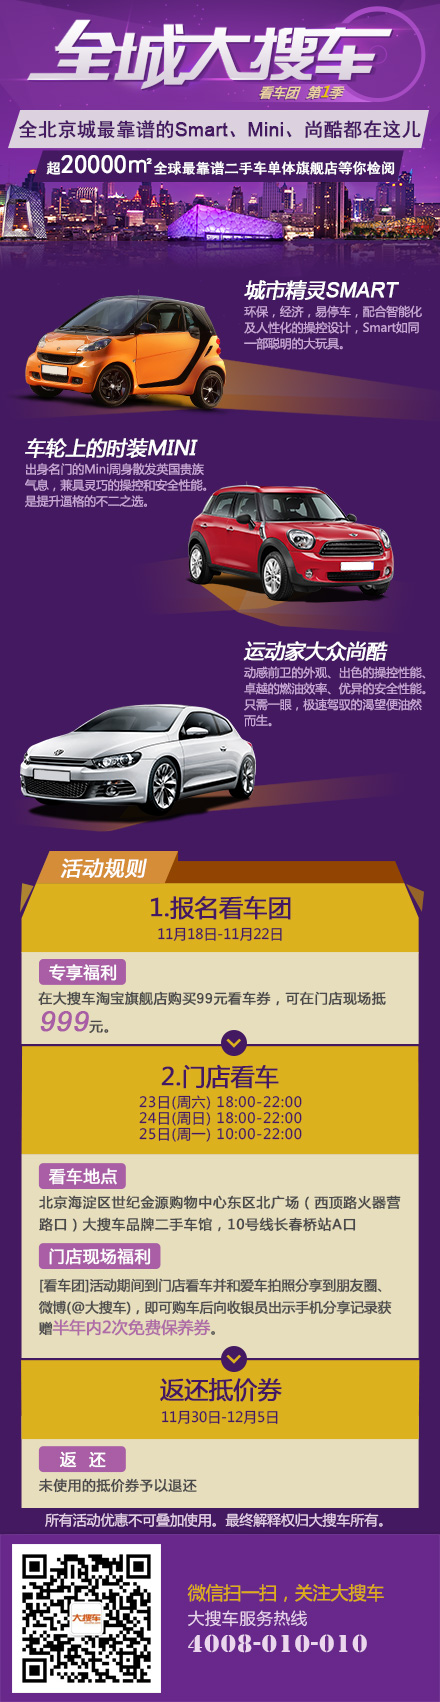 全城大搜车
看车团 第1季
全北京城最靠谱的Smart、Mini、尚酷都在这儿
超20000㎡全球最靠谱二手车单体旗舰店等你检阅
城市精灵SMART
环保，经济，易停车，配合智能化
及人性化的操控设计，Smart如同
一部聪明的大玩具。
车轮上的时装MINI
出身名门的Mini周身散发英国贵族
气息，兼具灵巧的操控和安全性能。
是提升逼格的不二之选。
运动家大众尚酷
动感前卫的外观、出色的操控性能、
卓越的燃油效率、优异的安全性能。
只需一眼，极速驾驭的渴望便油然
而生。
活动规则
1.报名看车团
11月18日-11月22日
专享福利
在大搜车淘宝旗舰店购买99元看车券，可在门店现场抵
999元。
2.门店看车
23日(周六) 18:00-22:00
24日(周日) 18:00-22:00
25日(周一) 10:00-22:00
看车地点
北京海淀区世纪金源购物中心东区北广场（西顶路火器营
路口）大搜车品牌二手车馆，10号线长春桥站A口
门店现场福利
[看车团]活动期间到门店看车并和爱车拍照分享到朋友圈、
微博(@大搜车)，即可购车后向收银员出示手机分享记录获
赠半年内2次免费保养券。
返还抵价券
11月30日-12月5日
返 还
未使用的抵价券予以退还
所有活动优惠不可叠加使用。最终解释权归大搜车所有。
大搜车
微信扫一扫，关注大搜车
大搜车服务热线
4008-010-010